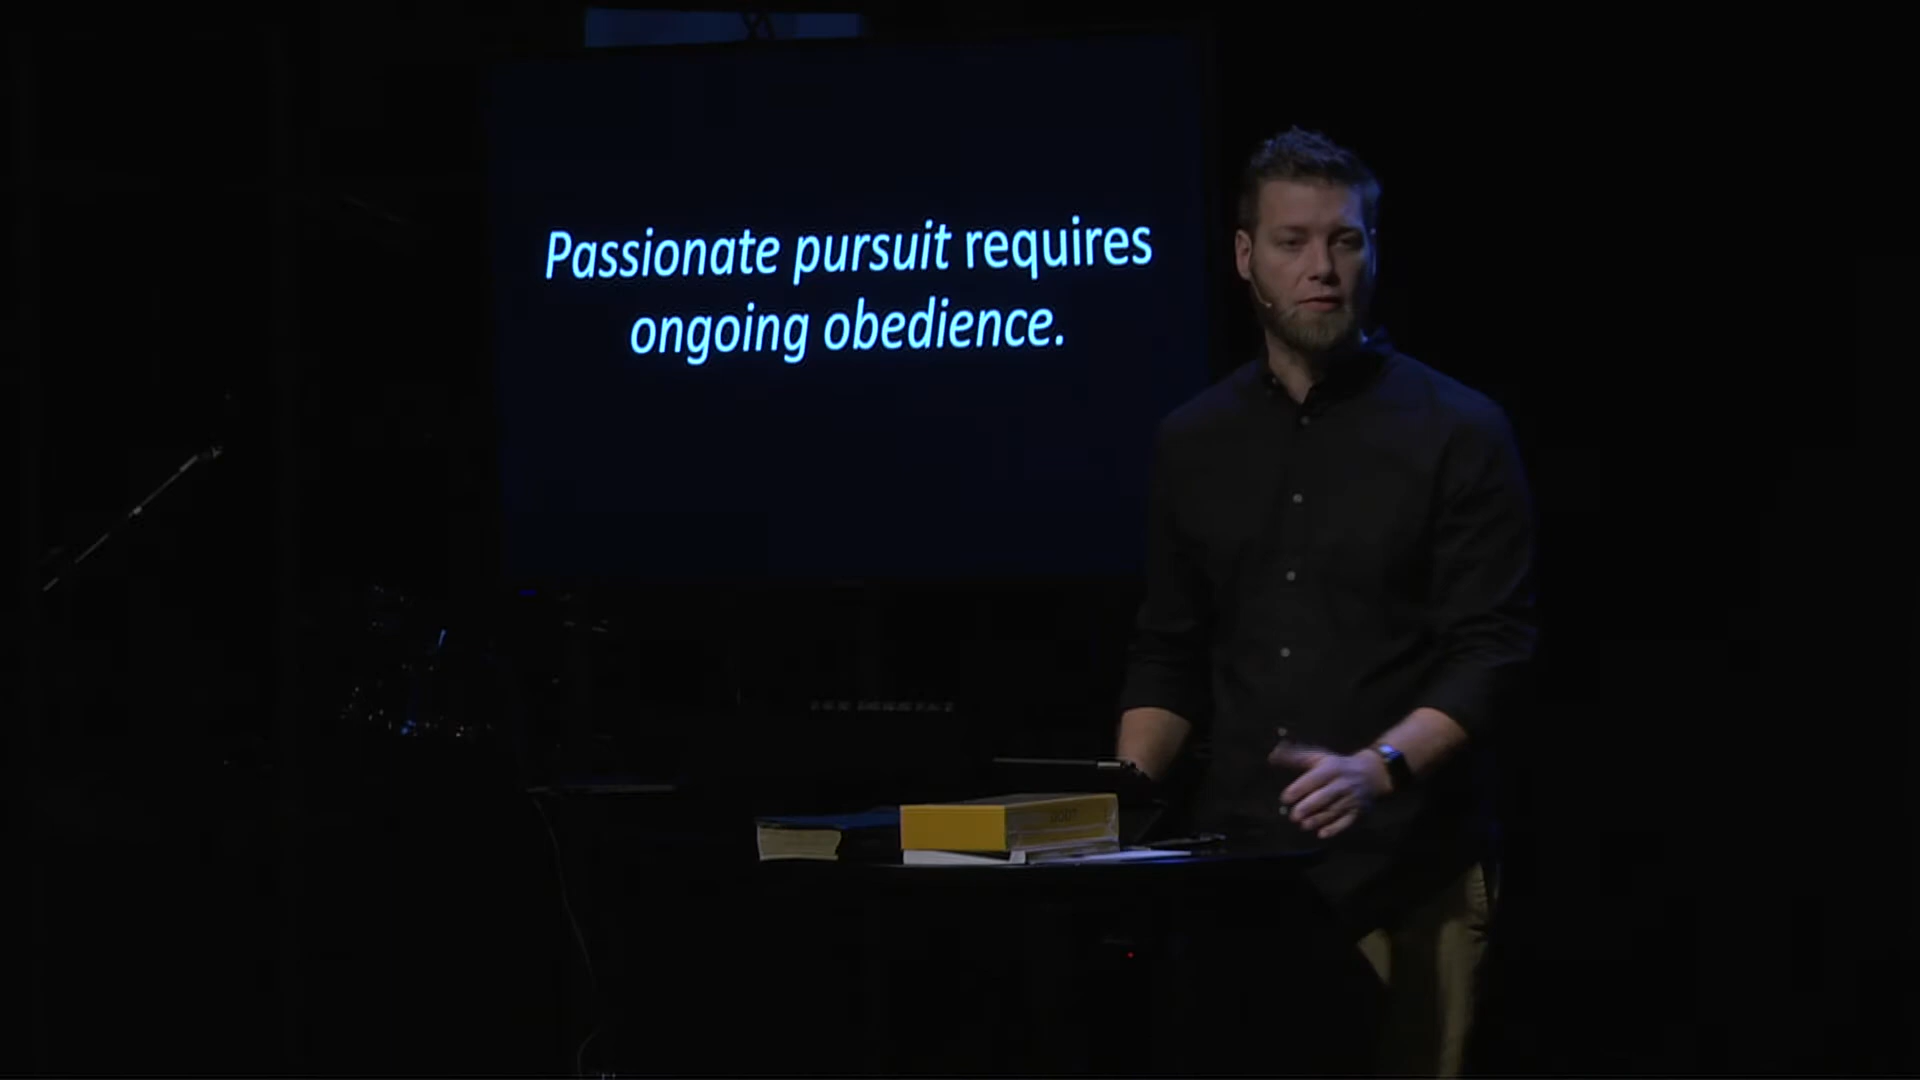 Passionate pursuit requires
ongoing obedience.